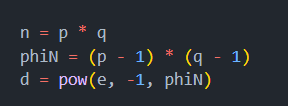 n = p * q
phiN = (p - 1) * (q - 1)
d = pow(e, -1, phiN)